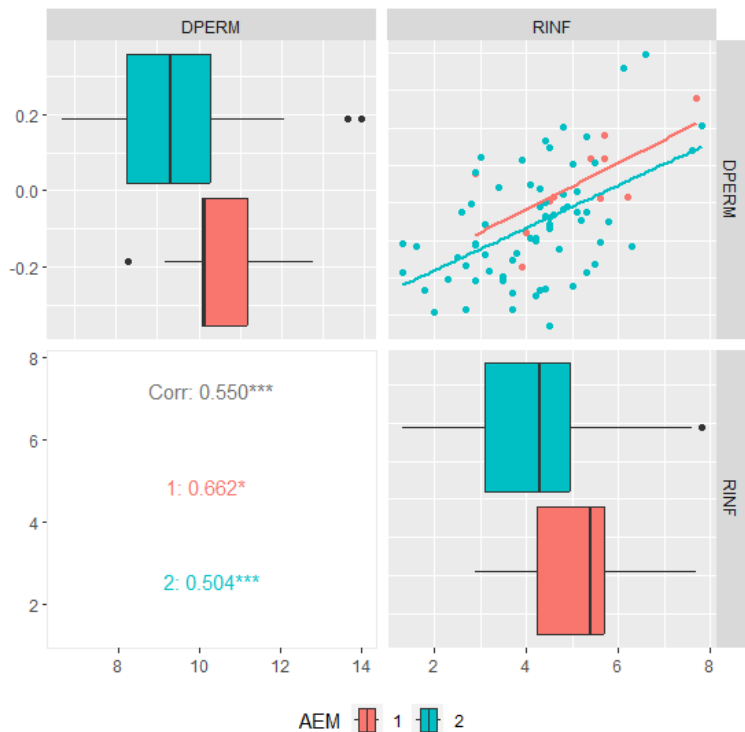 DPERM RINF
0.2
0.0
-0.2
DPERM
8
6
4
2
Corr: 0.550***
1: 0.662*
2: 0.504***
RINF
8 10 12 14 2 4 6 8
AEM 1 2